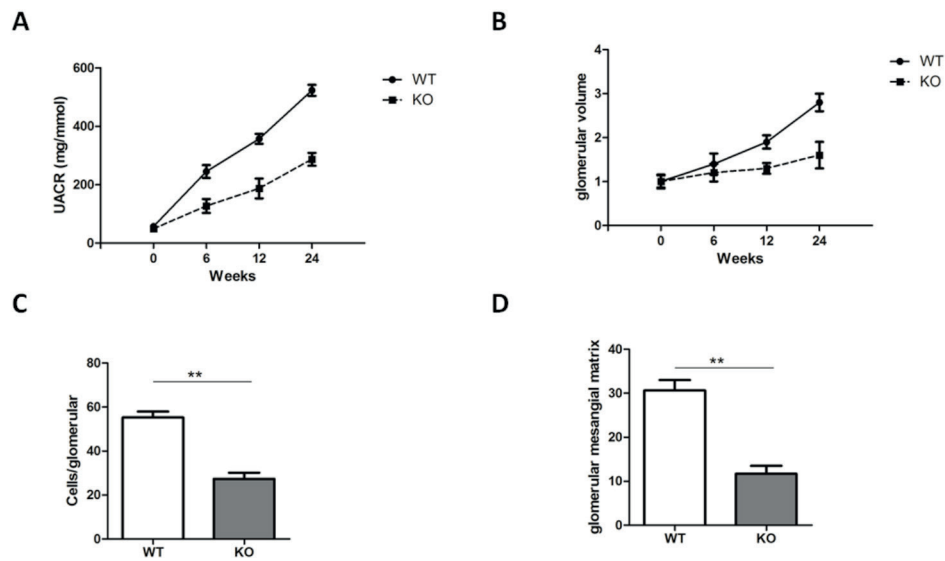 A
UACR (mg/mmol)
600
400
200
0
0 6 12 24
Weeks
WT
KO
B
glomerular volume
4
3
2
1
0
0 6 12 24
Weeks
WT
KO
C
Cells/glomerular
80
60
40
20
0
**
WT KO
D
glomerular mesangial matrix
40
30
20
10
0
**
WT KO